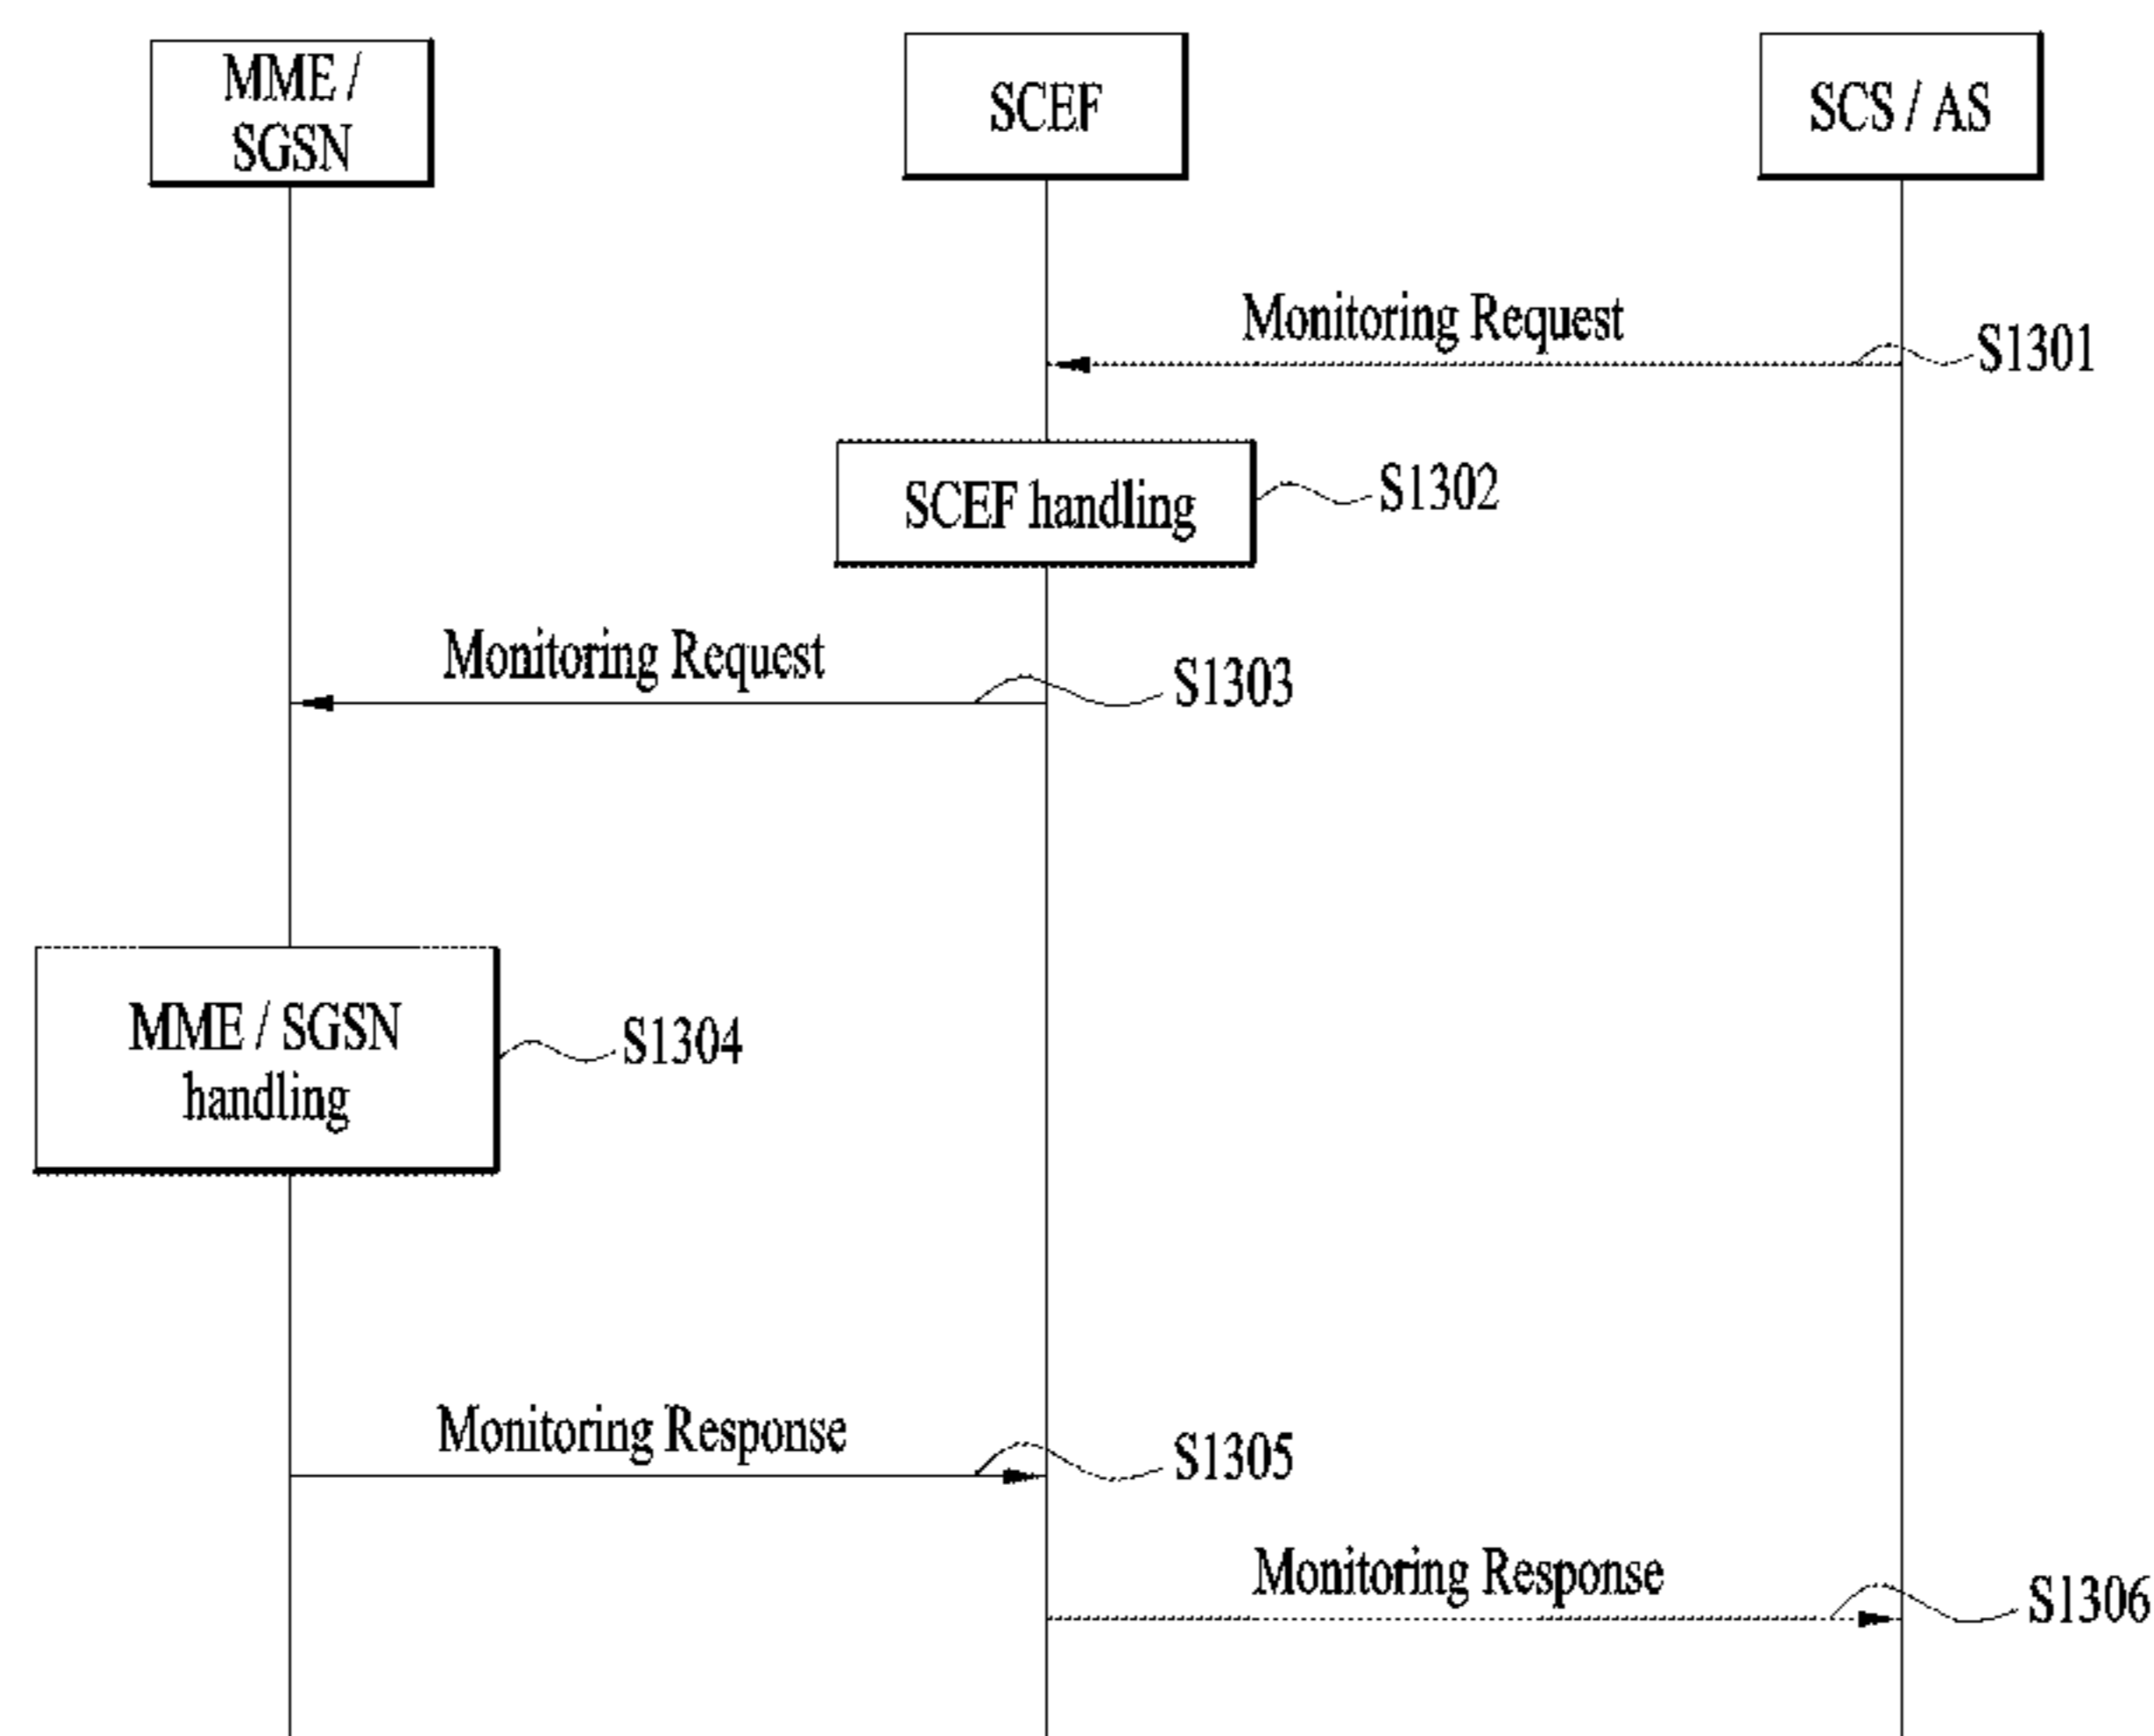 MME /
SGSN
SCEF
SCS / AS
Monitoring Request
S1301
SCEF handling
S1302
Monitoring Request
S1303
MME / SGSN
handling
S1304
Monitoring Response
S1305
Monitoring Response
S1306